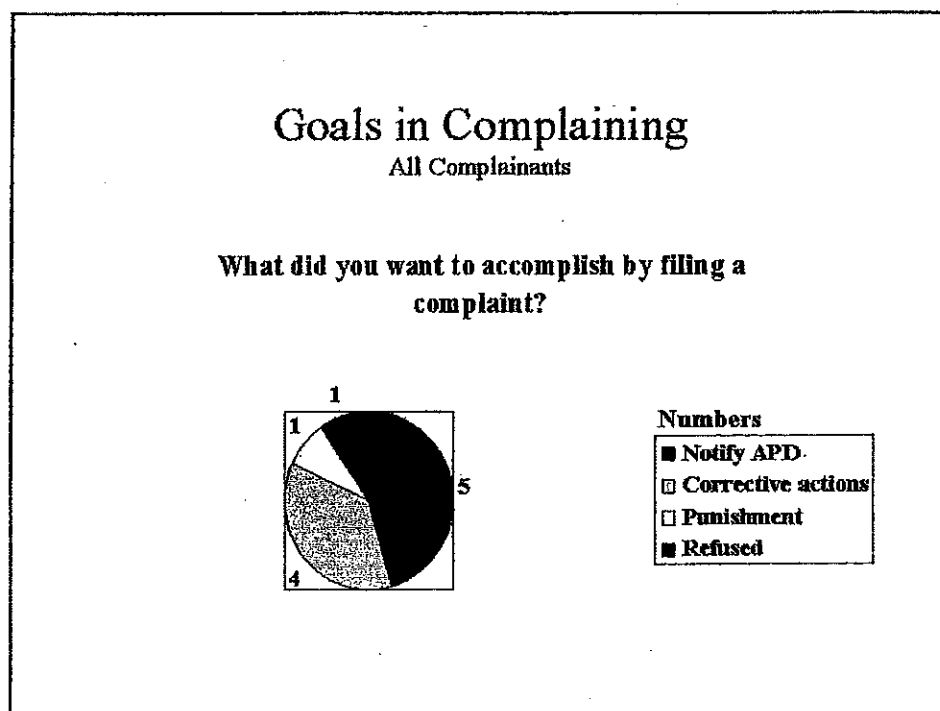 Goals in Complaining
All Complainants
What did you want to accomplish by filing a
complaint?
1
1
5
4
Numbers
Notify APD
Corrective actions
Punishment
Refused